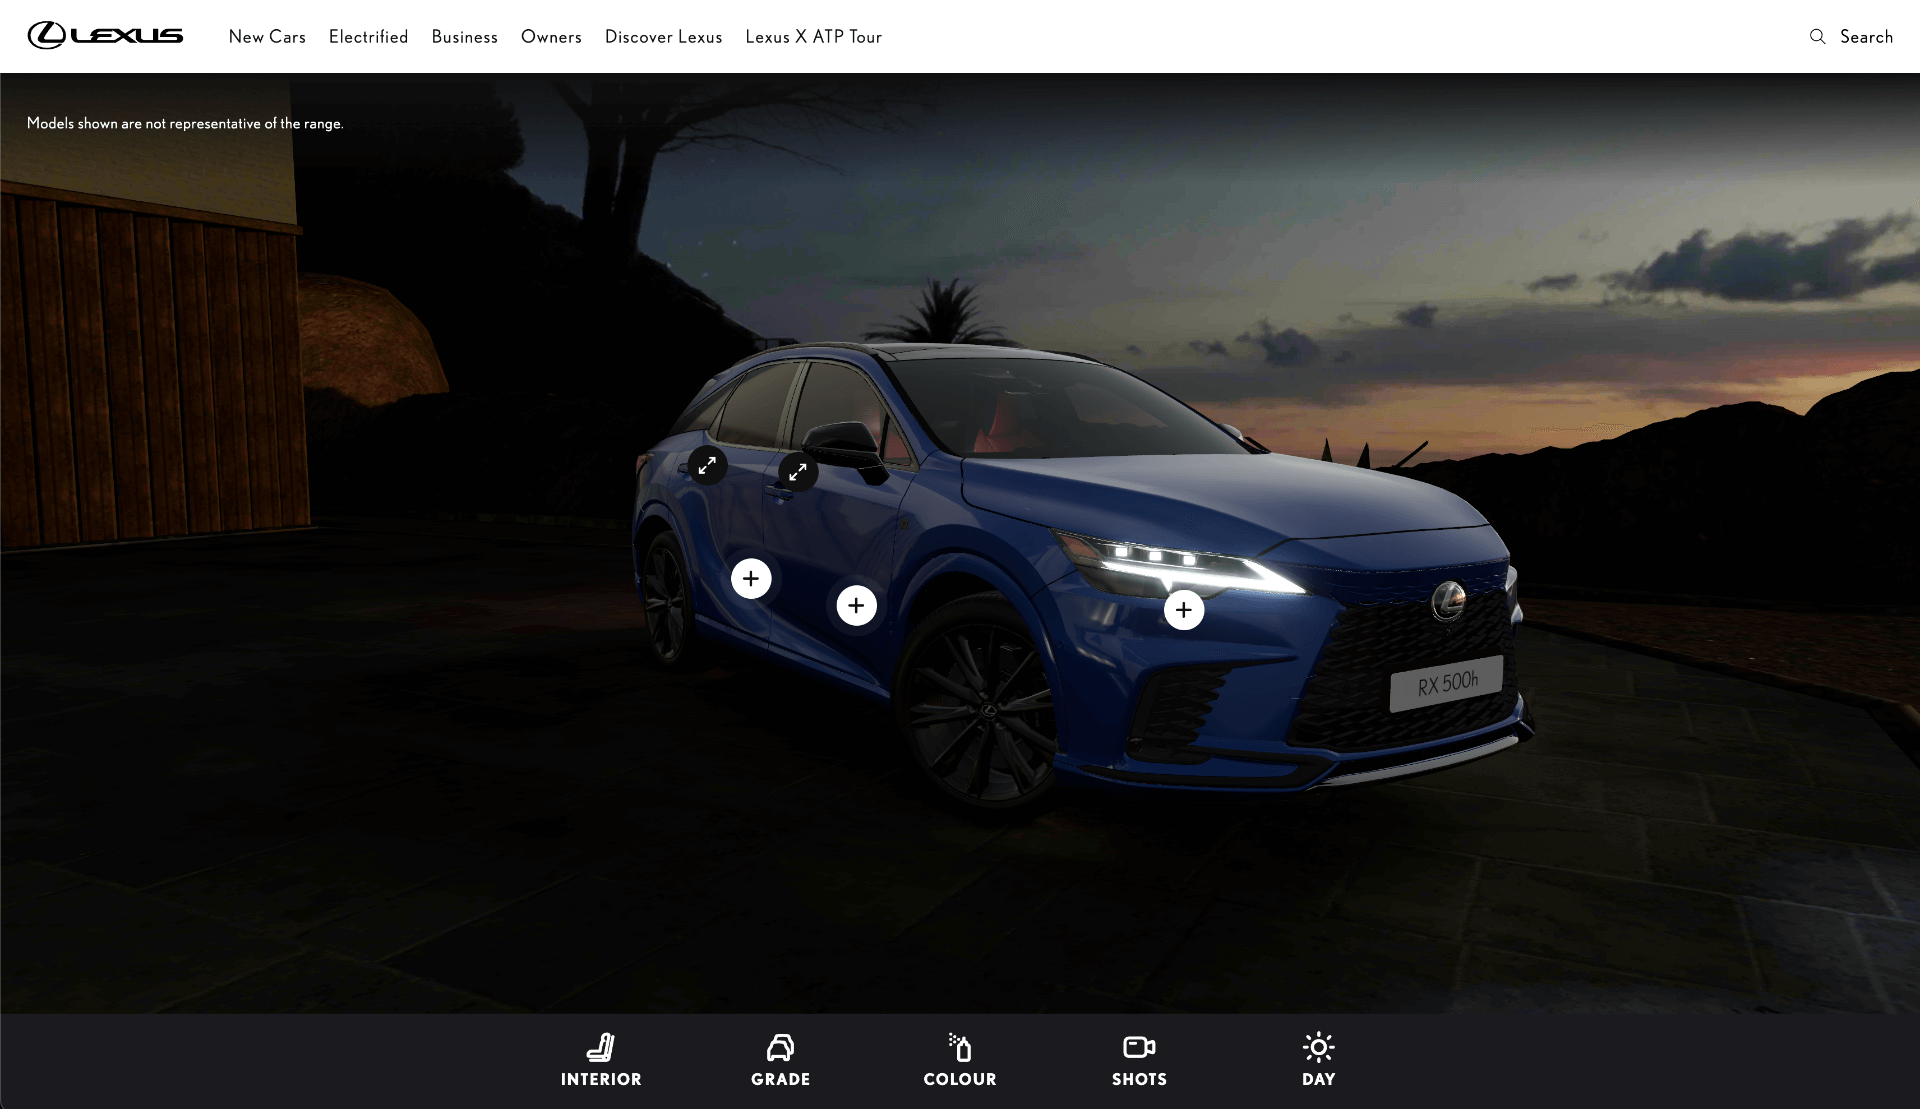 LEXUS
New Cars
Electrified
Business
Owners
Discover Lexus
Lexus X ATP Tour
Search
Models shown are not representative of the range.
RX 500h
INTERIOR
GRADE
COLOUR
SHOTS
DAY